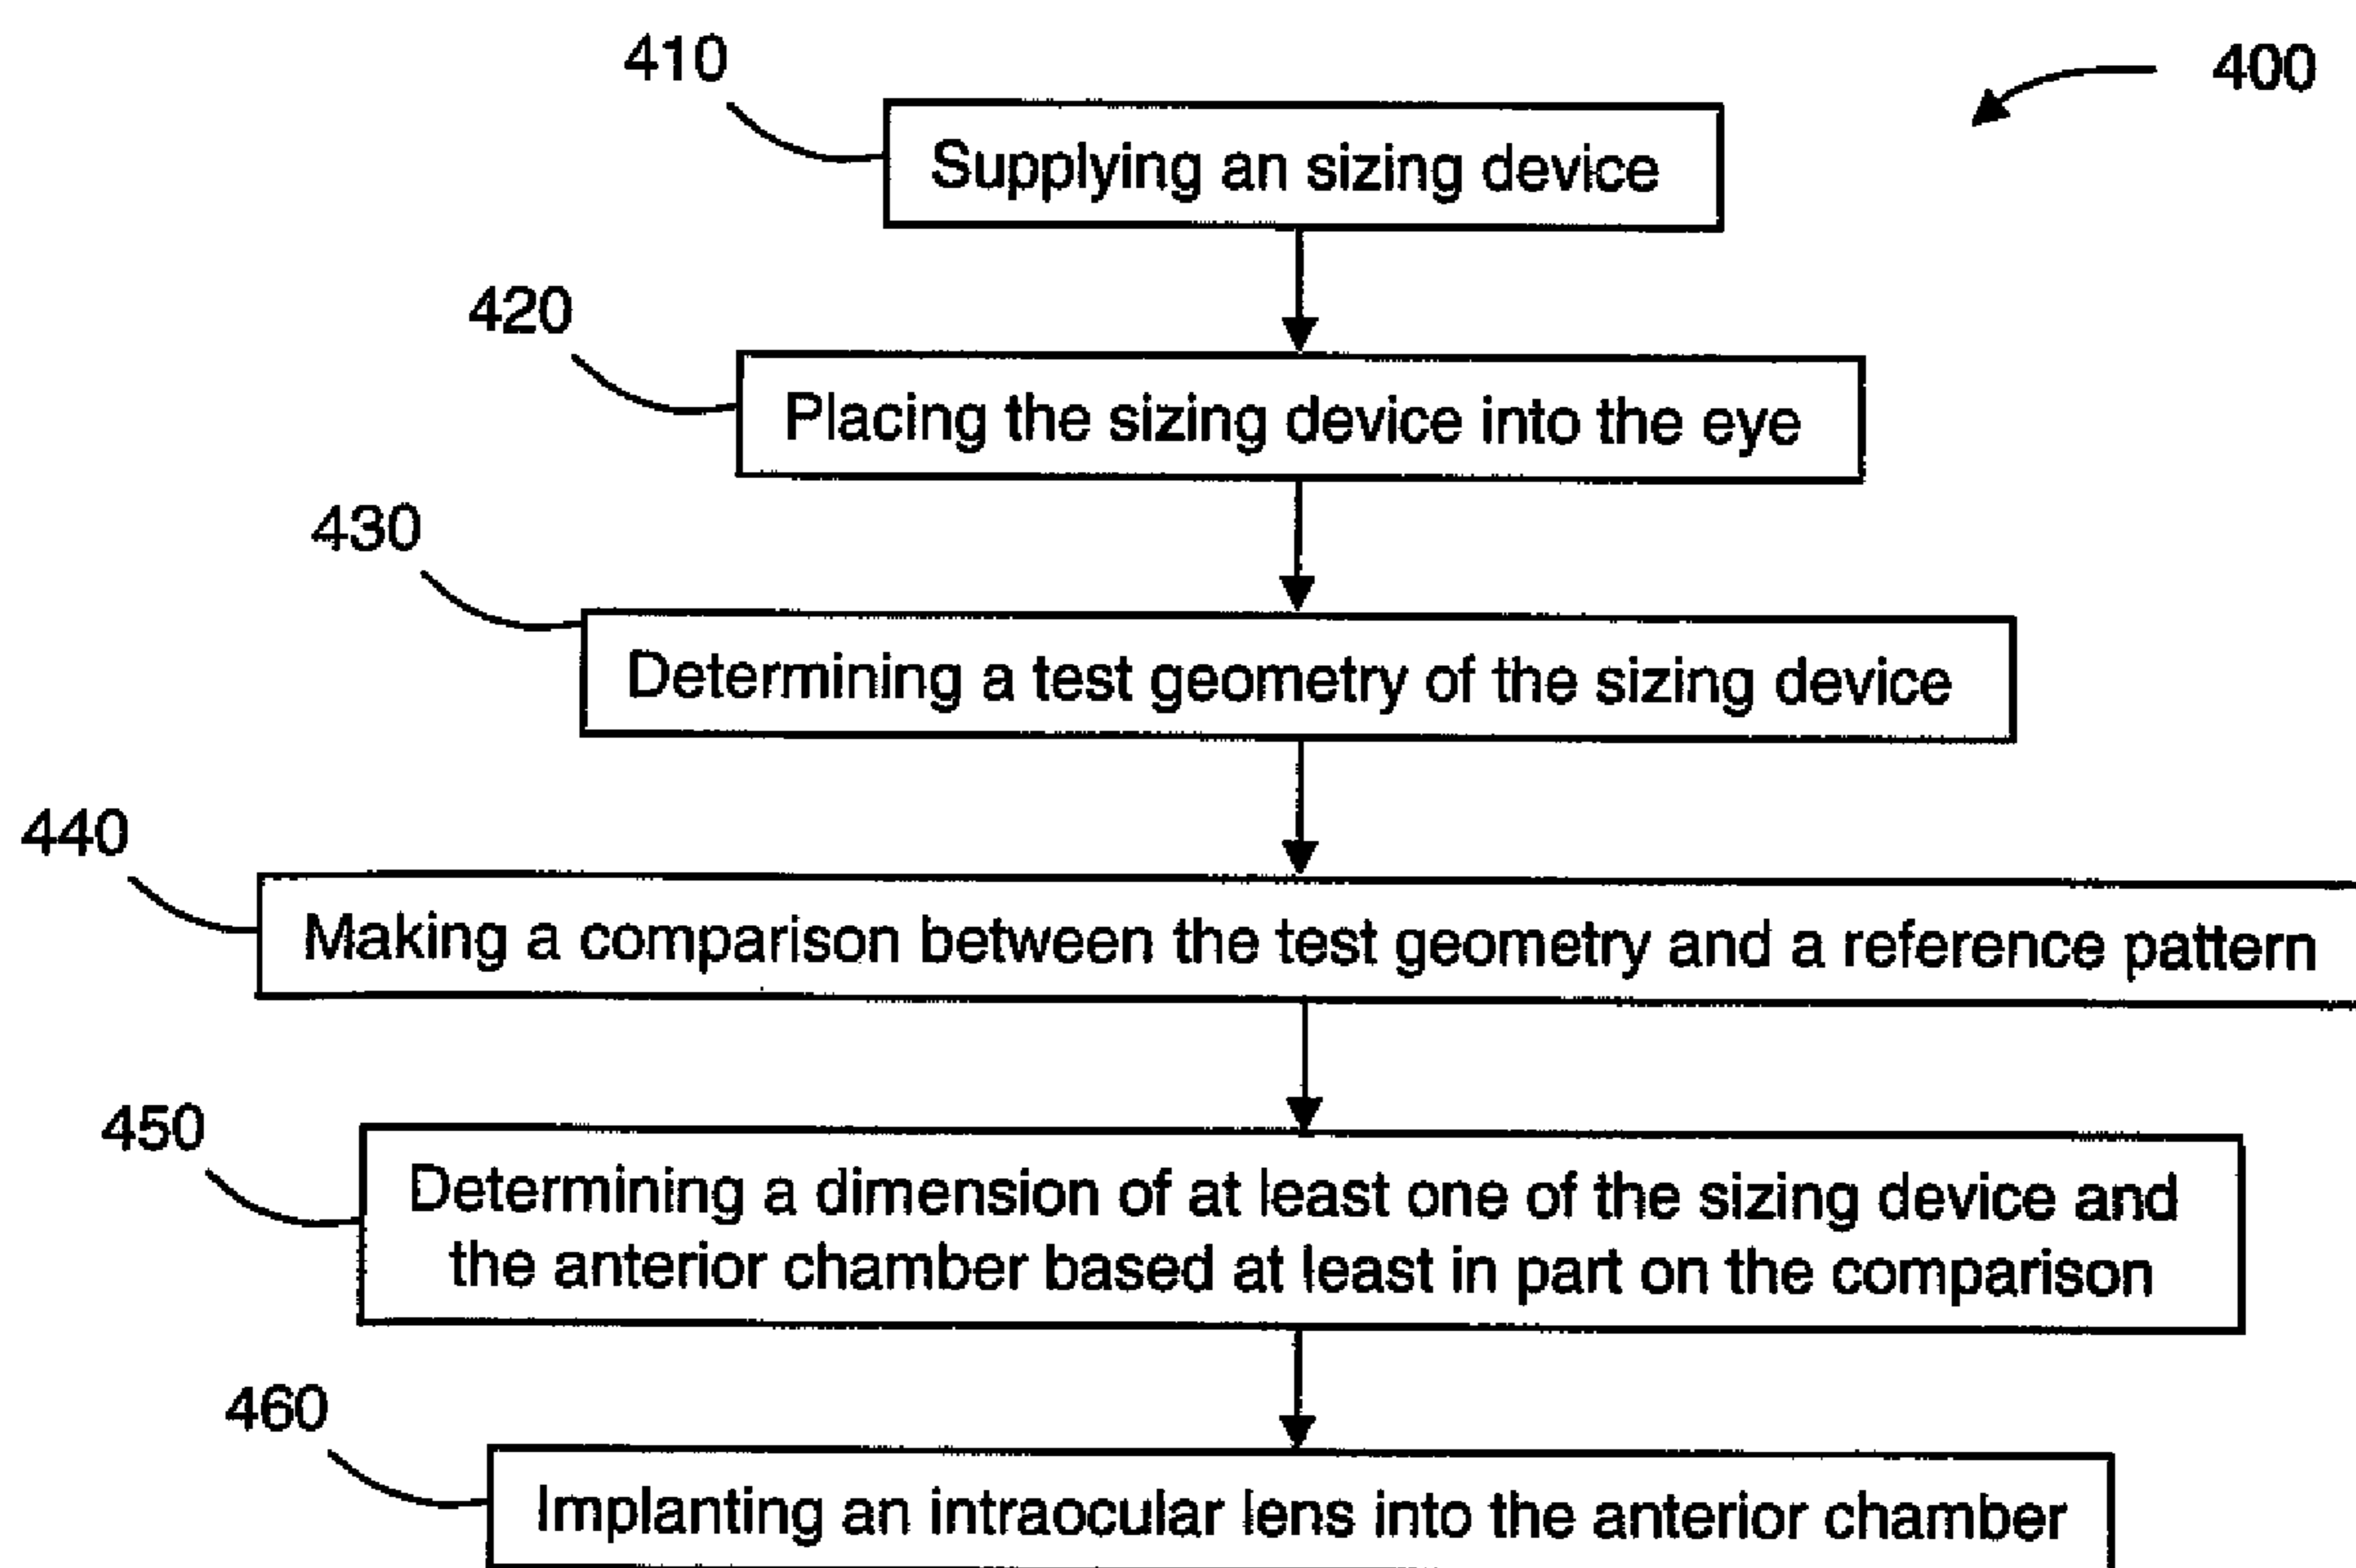 410
400
Supplying an sizing device
420
Placing the sizing device into the eye
430
Determining a test geometry of the sizing device
440
Making a comparison between the test geometry and a reference pattern
450
Determining a dimension of at least one of the sizing device and
the anterior chamber based at least in part on the comparison
460
Implanting an intraocular lens into the anterior chamber